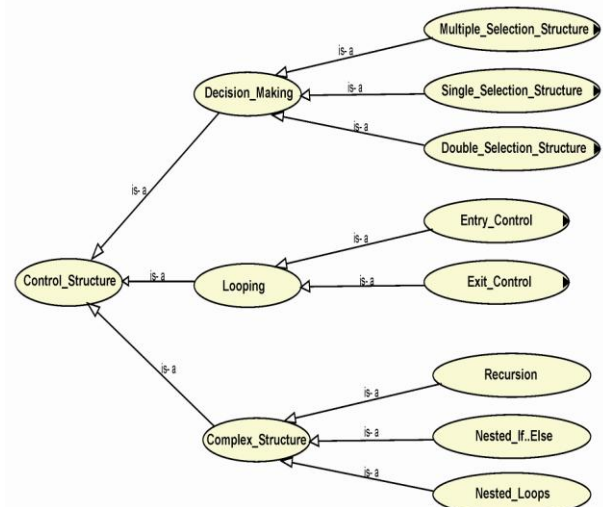 Multiple_Selection_Structure
is- a
Decision_Making
is- a
Single_Selection_Structure
is- a
Double_Selection_Structure
is- a
Entry_Control
is- a
Control_Structure
is- a
Looping
is- a
Exit_Control
is- a
Recursion
is- a
Complex_Structure
is- a
Nested_If..Else
is- a
Nested_Loops